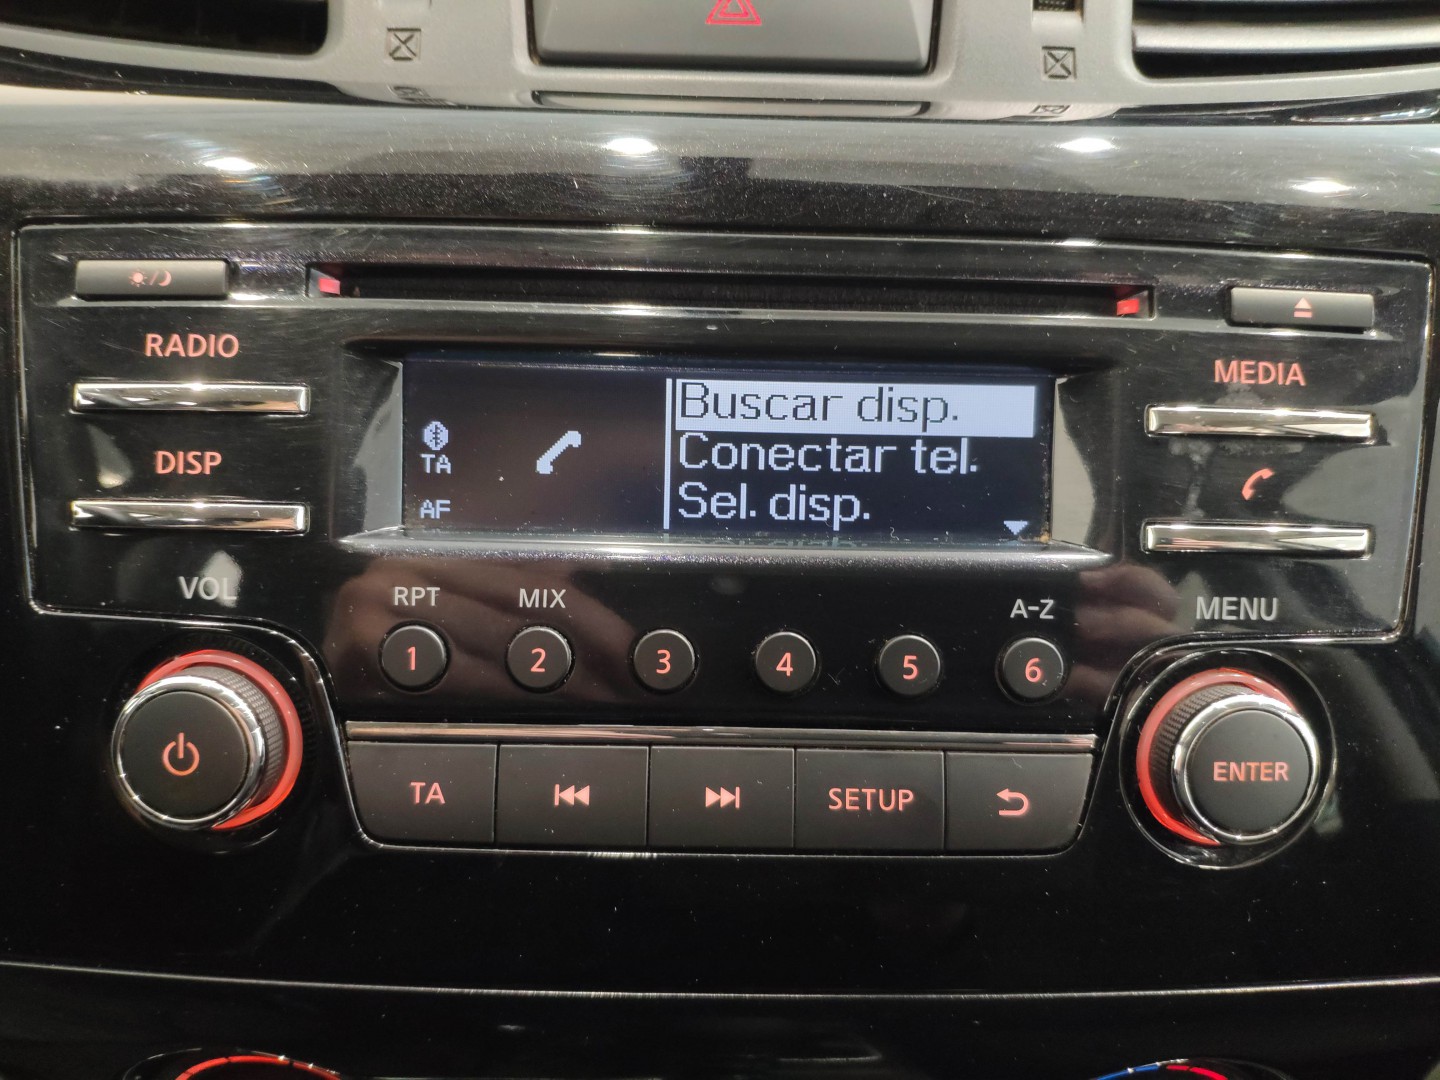 RADIO
MEDIA
DISP
Buscar disp.
Conectar tel.
Sel. disp.
TA
AF
VOL
RPT
MIX
A-Z
MENU
1
2
3
4
5
6
ENTER
TA
SETUP